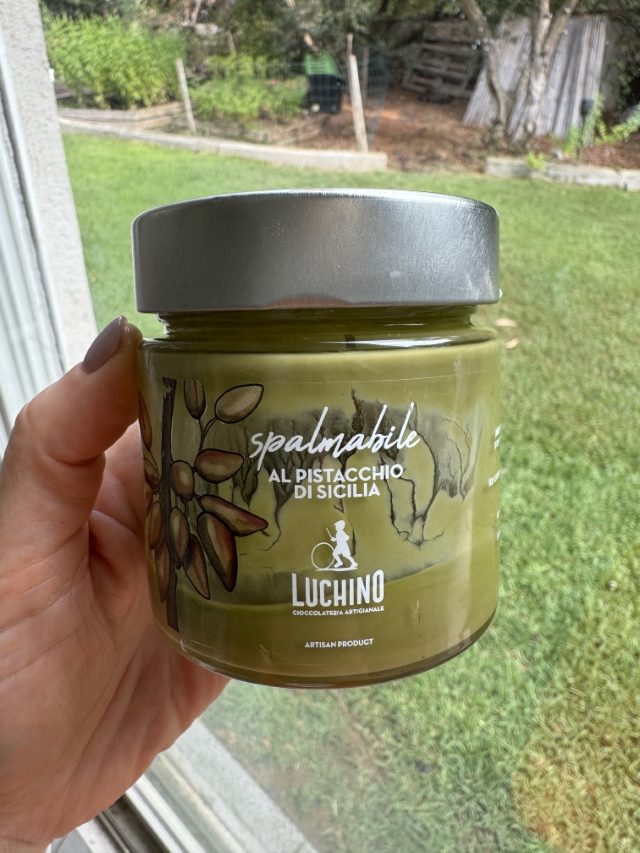 spalmabile
AL PISTACCHIO
DI SICILIA
LUCHINO
CIOCCOLATERIA ARTIGIANALE
ARTISAN PRODUCT